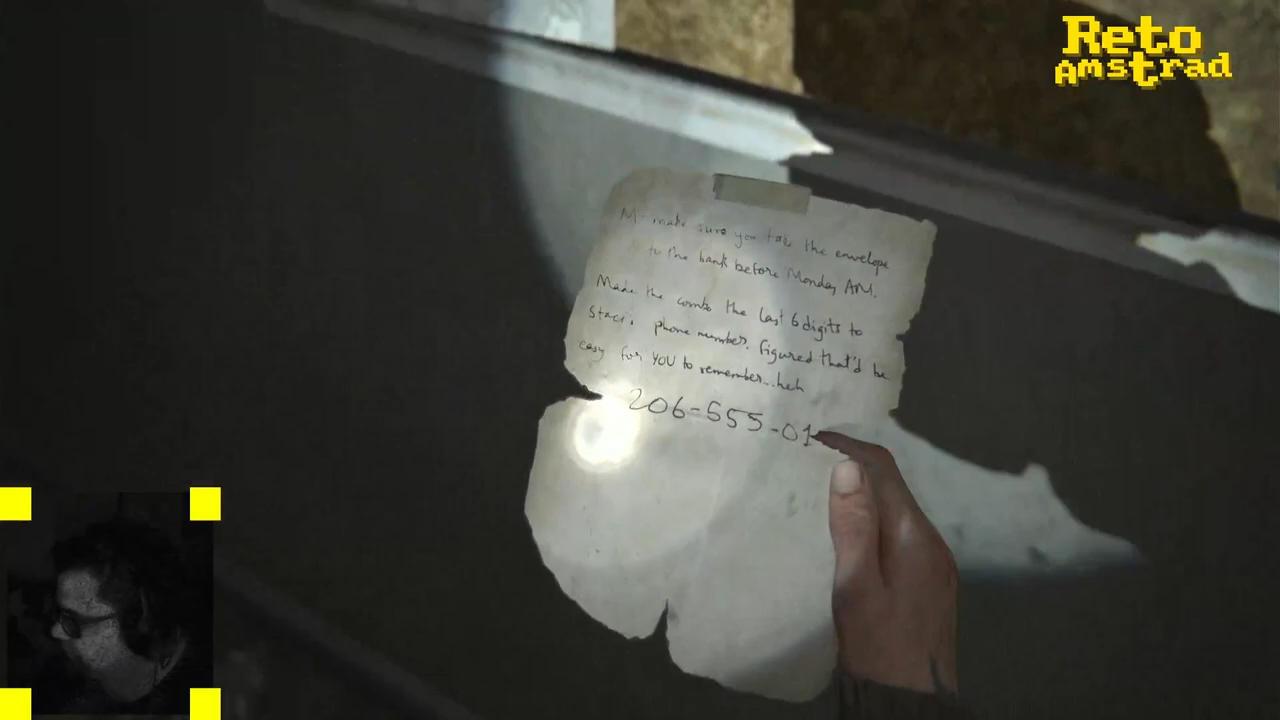 Reto
Amstrad
M- make sure you take the envelope
to the bank before Monday AM.
Made the combo the last 6 digits to
Staci's phone number. figured that'd be
easy for YOU to remember...heh
206-555-01